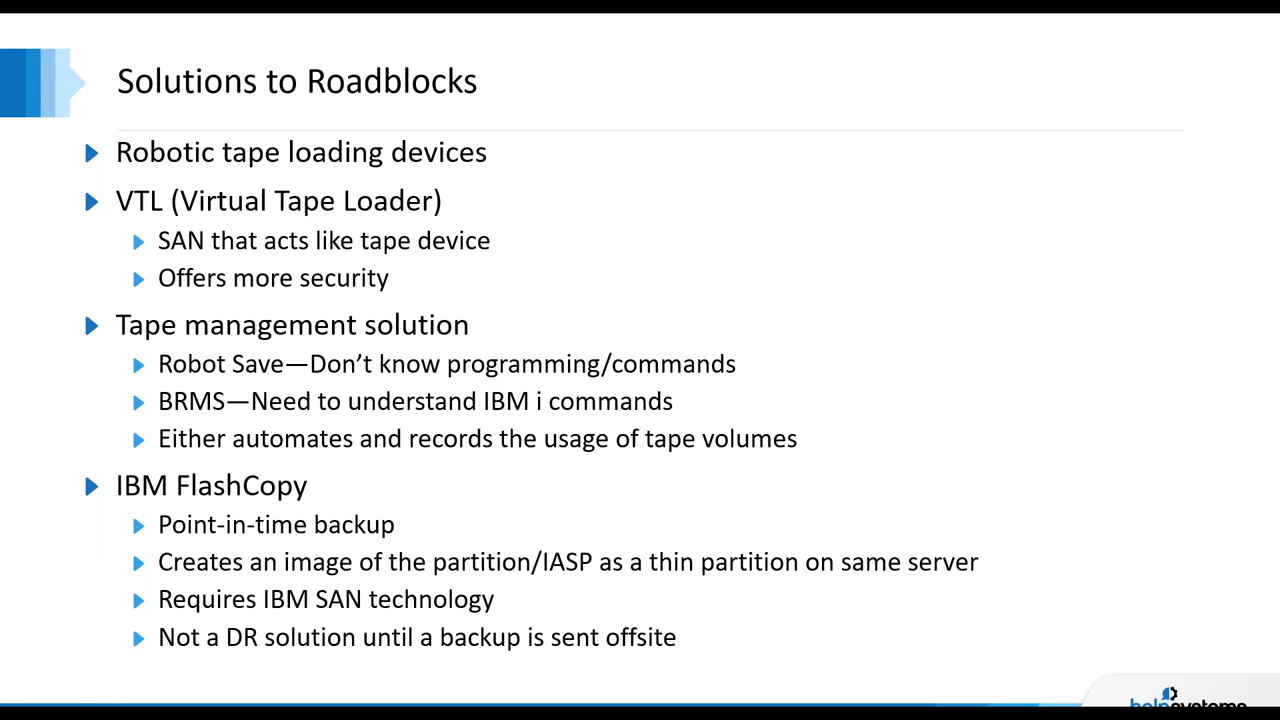 Solutions to Roadblocks
Robotic tape loading devices
VTL (Virtual Tape Loader)
SAN that acts like tape device
Offers more security
Tape management solution
Robot Save—Don’t know programming/commands
BRMS—Need to understand IBM i commands
Either automates and records the usage of tape volumes
IBM FlashCopy
Point-in-time backup
Creates an image of the partition/IASP as a thin partition on same server
Requires IBM SAN technology
Not a DR solution until a backup is sent offsite
helpsystems